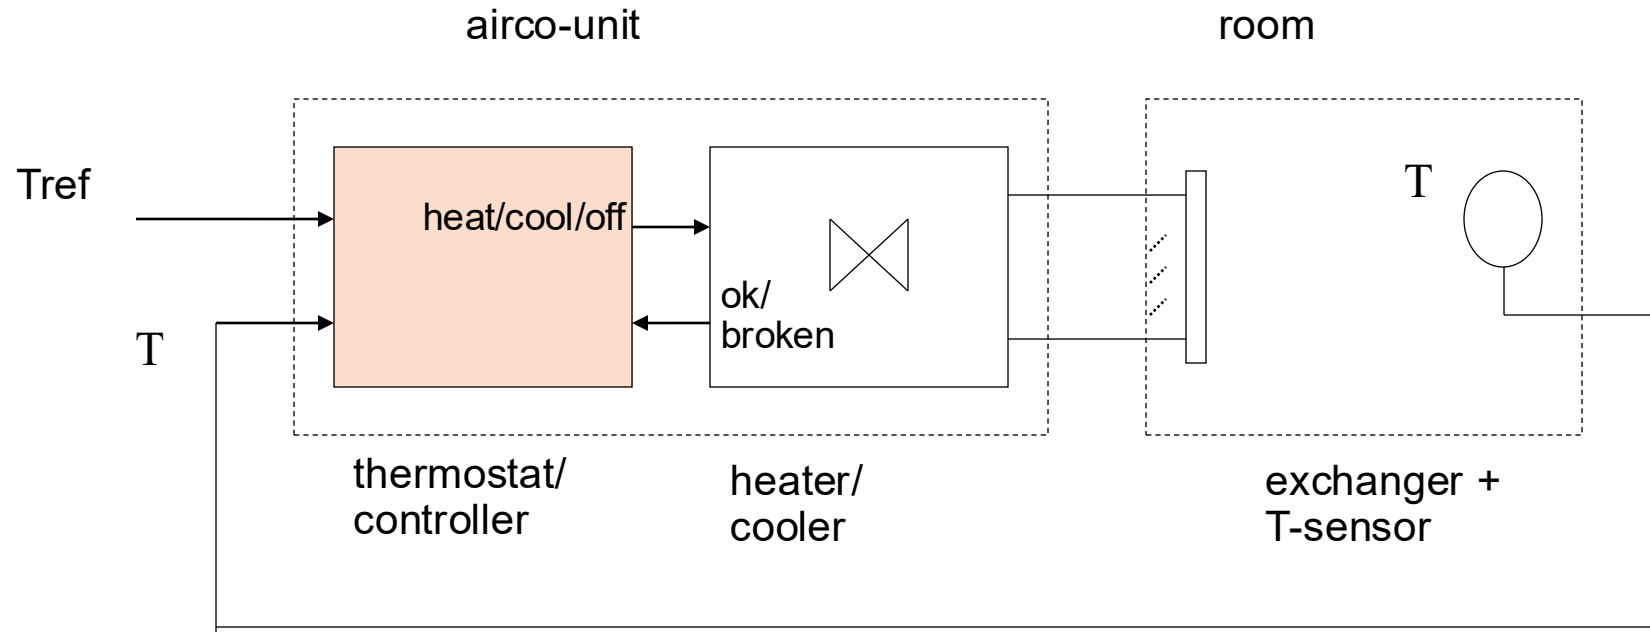 airco-unit
room
Tref
heat/cool/off
T
T
ok/
broken
thermostat/
controller
heater/
cooler
exchanger +
T-sensor